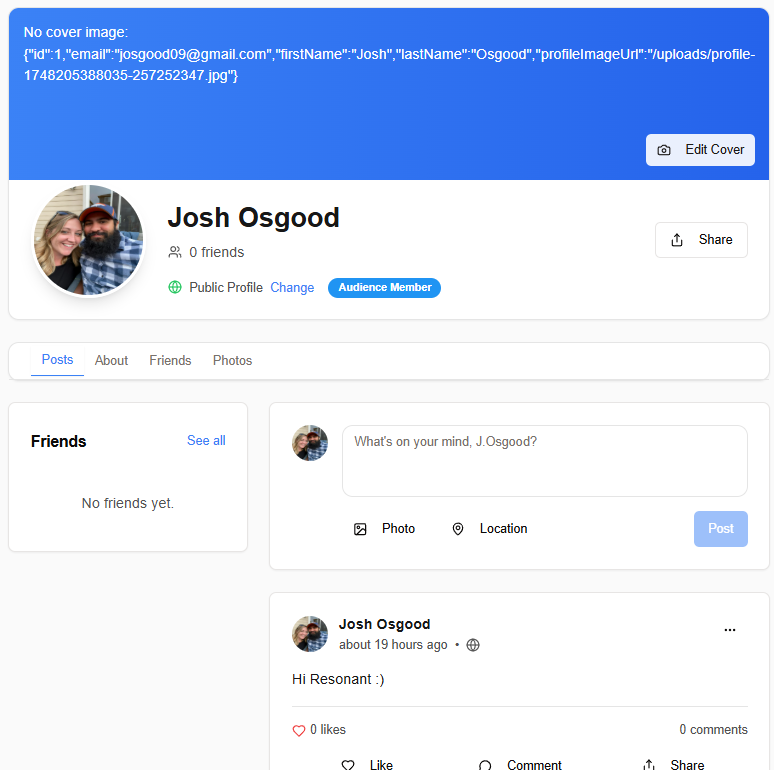 No cover image:
{"id":1,"email":"josgood09@gmail.com","firstName":"Josh","lastName":"Osgood","profileImageUrl":"/uploads/profile-
1748205388035-257252347.jpg"}
Edit Cover
Josh Osgood
0 friends
Public Profile Change Audience Member
Share
Posts About Friends Photos
Friends See all
No friends yet.
What's on your mind, J.Osgood?
Photo Location Post
Josh Osgood
about 19 hours ago •
Hi Resonant :)
0 likes 0 comments
Like Comment Share